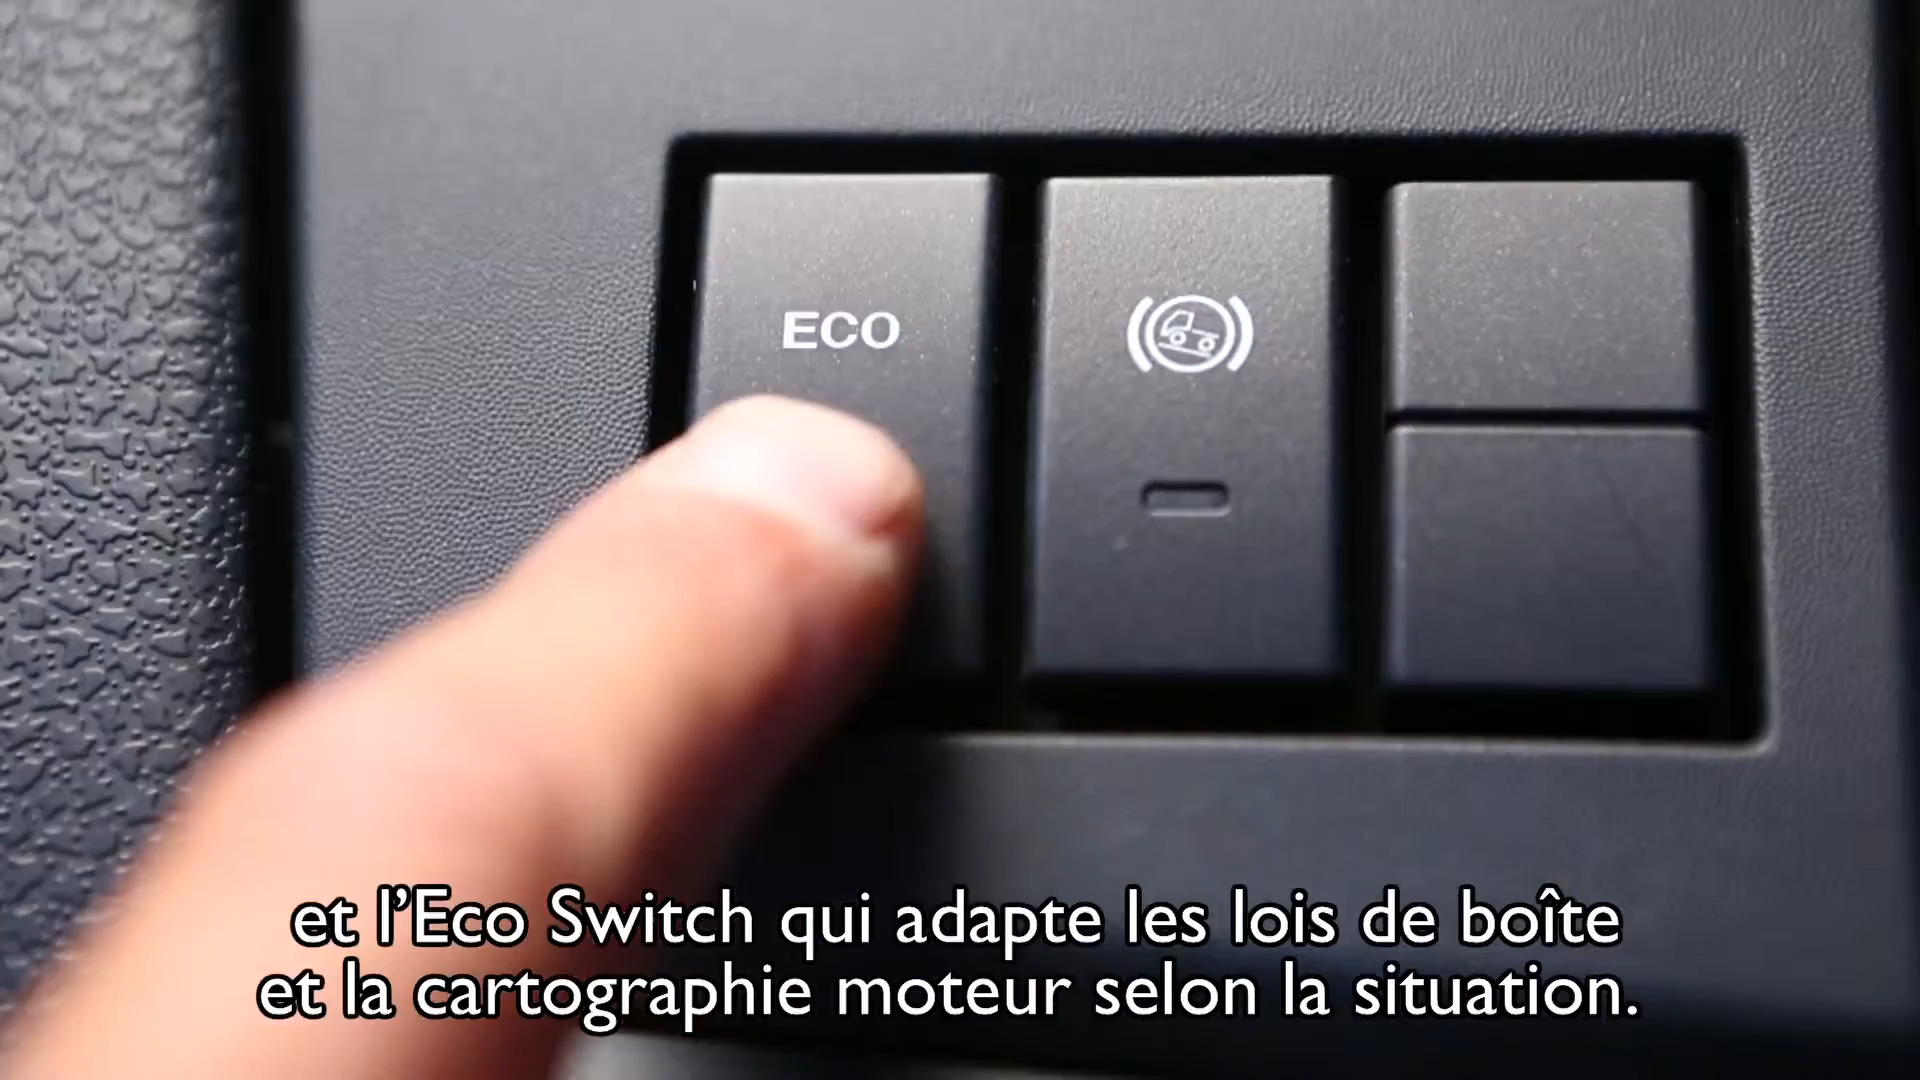 ECO
et l’Eco Switch qui adapte les lois de boîte
et la cartographie moteur selon la situation.